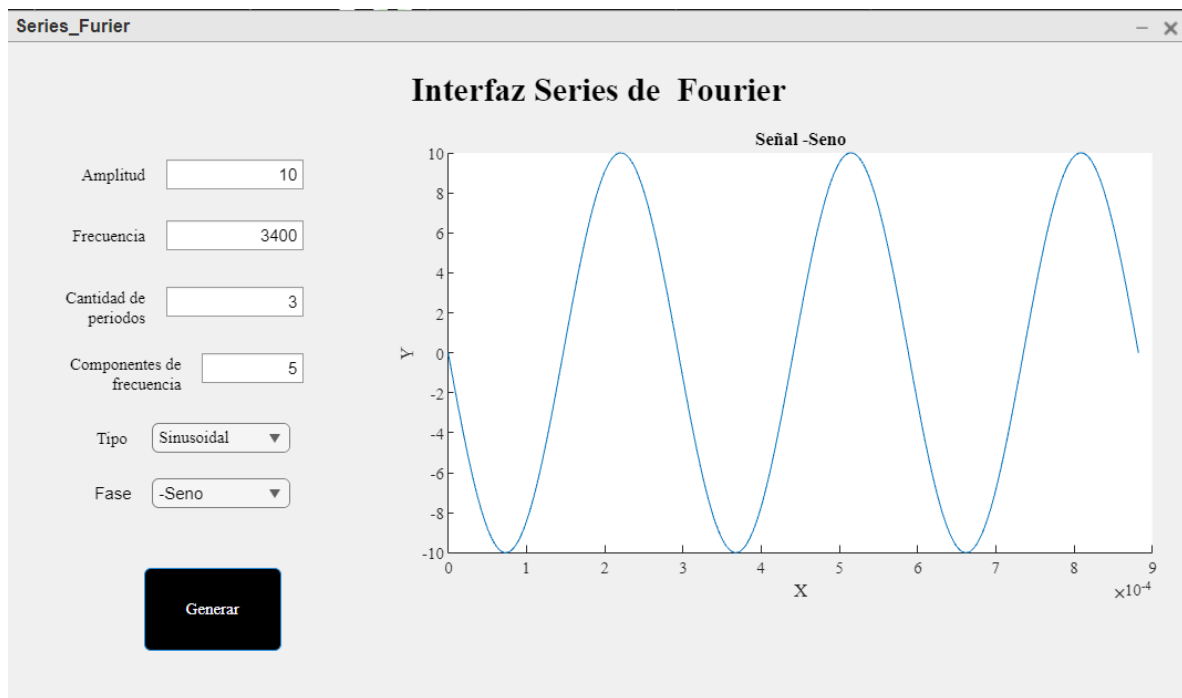 Series_Furier
Interfaz Series de Fourier
Amplitud
10
Frecuencia
3400
Cantidad de
periodos
3
Componentes de
frecuencia
5
Tipo
Sinusoidal
Fase
-Seno
Generar
Señal -Seno
10
8
6
4
2
0
-2
-4
-6
-8
-10
Y
0 1 2 3 4 5 6 7 8 9
X
×10⁻⁴